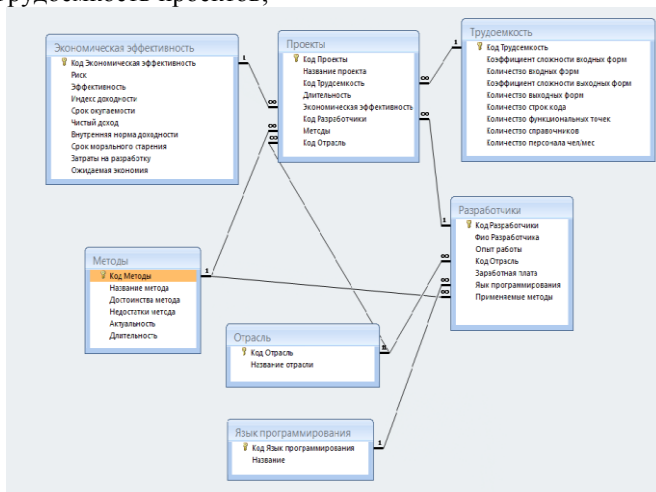 трудоемкость проектов;
Экономическая эффективность
Код Экономическая эффективность
Риск
Эффективность
Индекс доходности
Срок окупаемости
Чистый доход
Внутренняя норма доходности
Срок морального старения
Затраты на разработку
Ожидаемая экономия
Проекты
Код Проекты
Название проекта
Код Трудсемкость
Длительность
Экономическая эффективность
Код Разработчики
Методы
Код Отрасль
Трудоемкость
Код Трудсемкость
Коэффициент сложности входных форм
Количество входных форм
Коэффициент сложности выходных форм
Количество выходных форм
Количество строк кода
Количество функциональных точек
Количество справочников
Количество персонала чел/мес
Разработчики
Код Разработчики
Фио Разработчика
Опыт работы
Код Отрасль
Заработная плата
Язык программирования
Применяемые методы
Методы
Код Методы
Название метода
Достоинства метода
Недостатки метода
Актуальность
Длительность
Отрасль
Код Отрасль
Название отрасли
Язык программирования
Код Язык программирования
Название